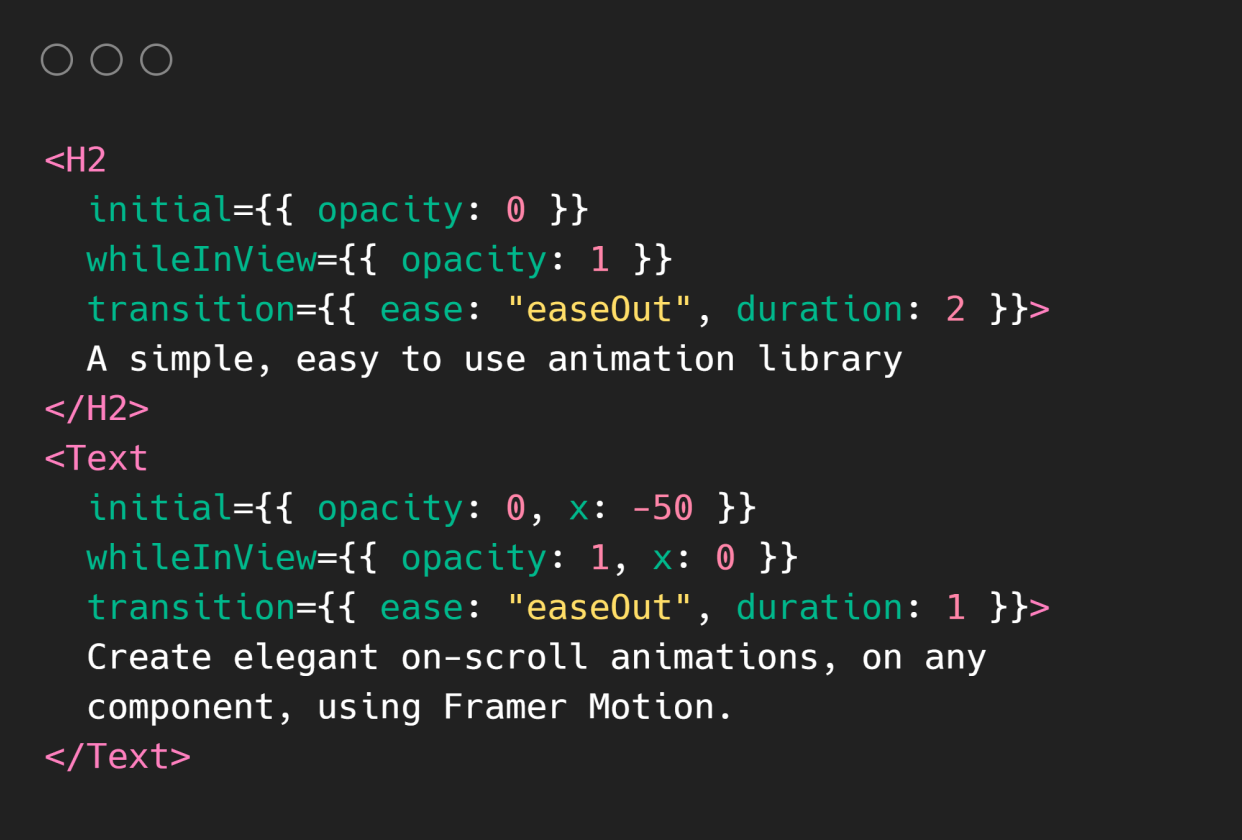 <H2
  initial={{ opacity: 0 }}
  whileInView={{ opacity: 1 }}
  transition={{ ease: "easeOut", duration: 2 }}>
  A simple, easy to use animation library
</H2>
<Text
  initial={{ opacity: 0, x: -50 }}
  whileInView={{ opacity: 1, x: 0 }}
  transition={{ ease: "easeOut", duration: 1 }}>
  Create elegant on-scroll animations, on any
  component, using Framer Motion.
</Text>